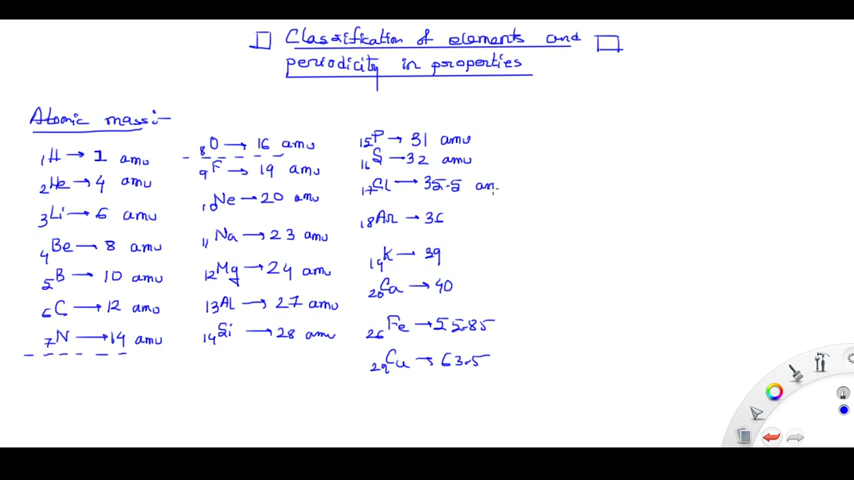 Classification of elements and
periodicity in properties
Atomic mass:-
1H → 1 amu
2He → 4 amu
3Li → 6 amu
4Be → 8 amu
5B → 10 amu
6C → 12 amu
7N → 14 amu
8O → 16 amu
9F → 19 amu
10Ne → 20 amu
11Na → 23 amu
12Mg → 24 amu
13Al → 27 amu
14Si → 28 amu
15P → 31 amu
16S → 32 amu
17Cl → 35.5 am
18Ar → 36
19K → 39
20Ca → 40
26Fe → 55.85
29Cu → 63.5